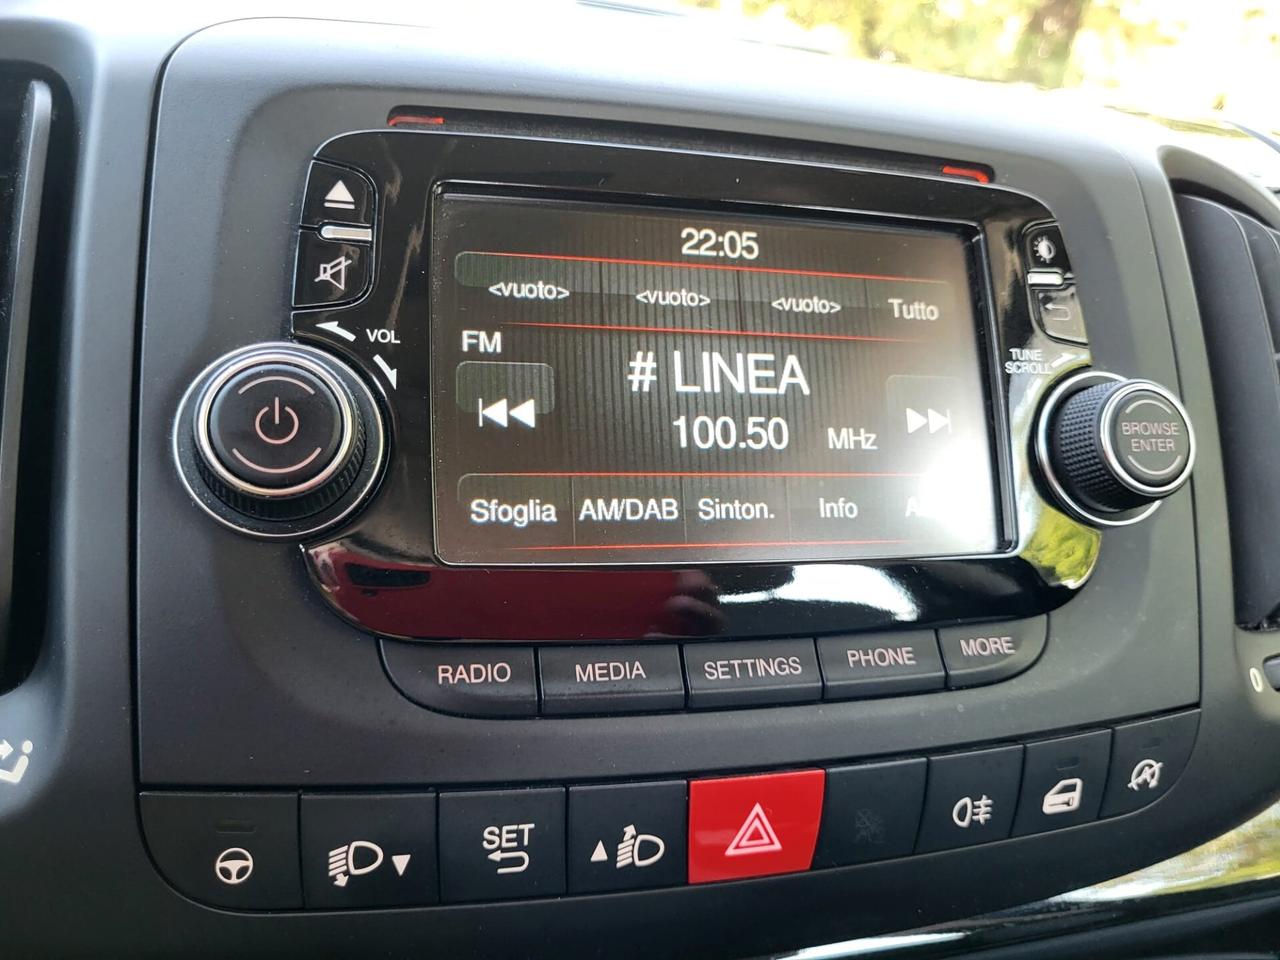 22:05
<vuoto> <vuoto> <vuoto> Tutto
VOL
FM
# LINEA
TUNE
SCROLL
100.50 MHz
BROWSE
ENTER
Sfoglia AM/DAB Sinton. Info
RADIO MEDIA SETTINGS PHONE MORE
0
SET